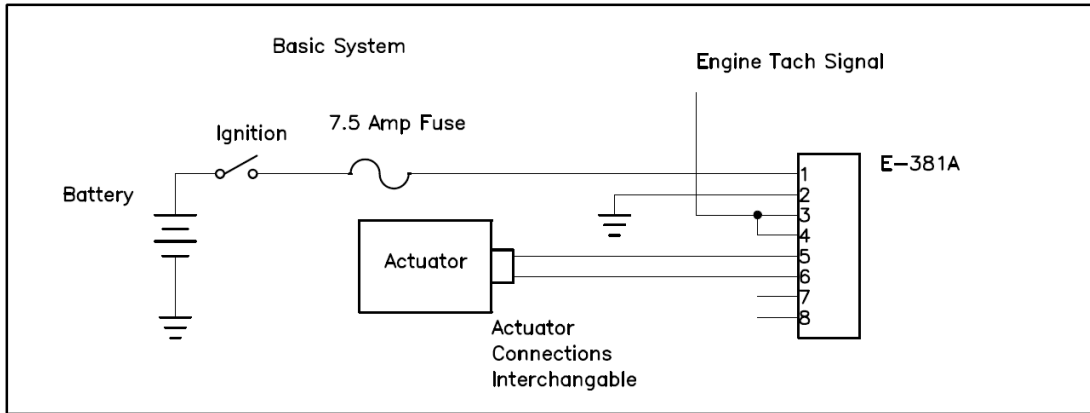 Basic System
Engine Tach Signal
7.5 Amp Fuse
Ignition
E-381A
Battery
1
2
3
4
5
6
7
8
Actuator
Actuator
Connections
Interchangable